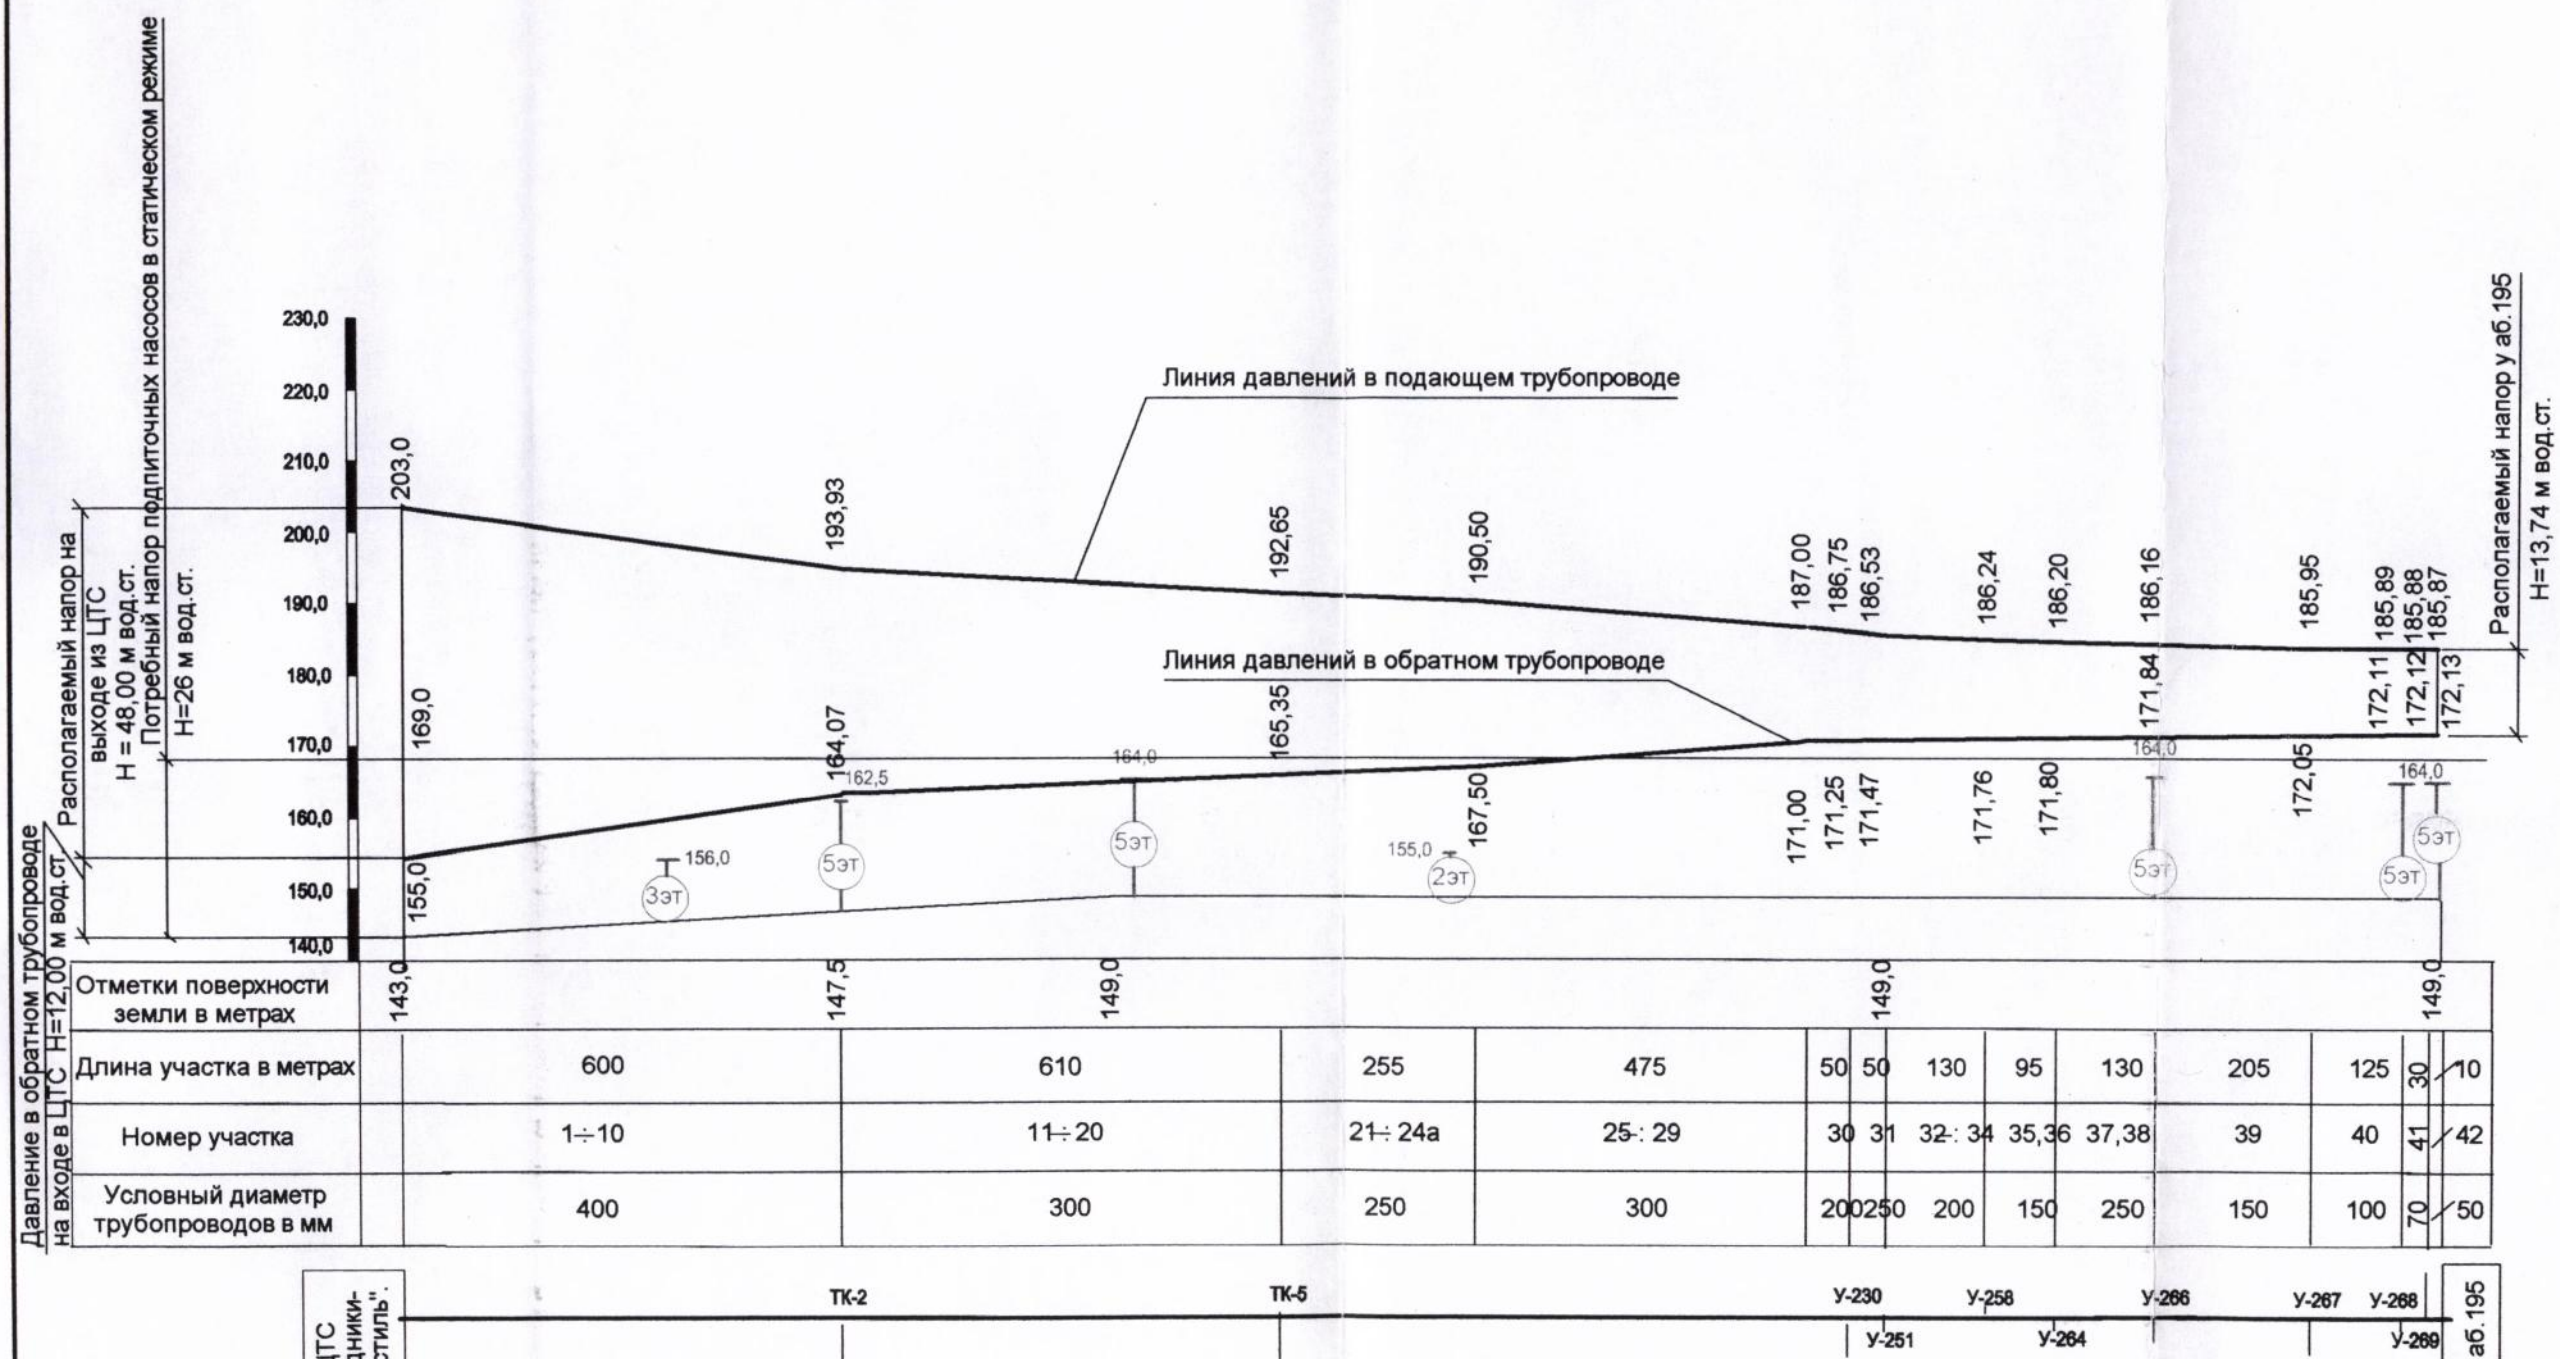 Давление в обратном трубопроводе
на входе в ЦТС Н=12,00 м вод.ст.
Располагаемый напор на
выходе из ЦТС
Н = 48,00 м вод.ст.
Потребный напор подпиточных насосов в статическом режиме
Н=26 м вод.ст.
230,0
220,0
210,0
200,0
190,0
180,0
170,0
160,0
150,0
140,0
Линия давлений в подающем трубопроводе
203,0
193,93
192,65
190,50
187,00
186,75
186,53
186,24
186,20
186,16
185,95
185,89
185,88
185,87
Линия давлений в обратном трубопроводе
169,0
155,0
164,07
165,35
167,50
171,00
171,25
171,47
171,76
171,80
171,84
172,05
172,11
172,12
172,13
156,0
3эт
162,5
5эт
164,0
5эт
155,0
2эт
164,0
5эт
164,0
5эт
5эт
Располагаемый напор у аб.195
Н=13,74 м вод.ст.
Отметки поверхности
земли в метрах
143,0
147,5
149,0
149,0
149,0
Длина участка в метрах
600 610 255 475 50 50 130 95 130 205 125 30 10
Номер участка
1÷10 11÷20 21÷24а 25-:29 30 31 32-:34 35,36 37,38 39 40 41 42
Условный диаметр
трубопроводов в мм
400 300 250 300 200 250 200 150 250 150 100 70 50
ТК-2 ТК-5 У-230 У-258 У-266 У-267 У-268
У-251 У-264 У-269
аб.195